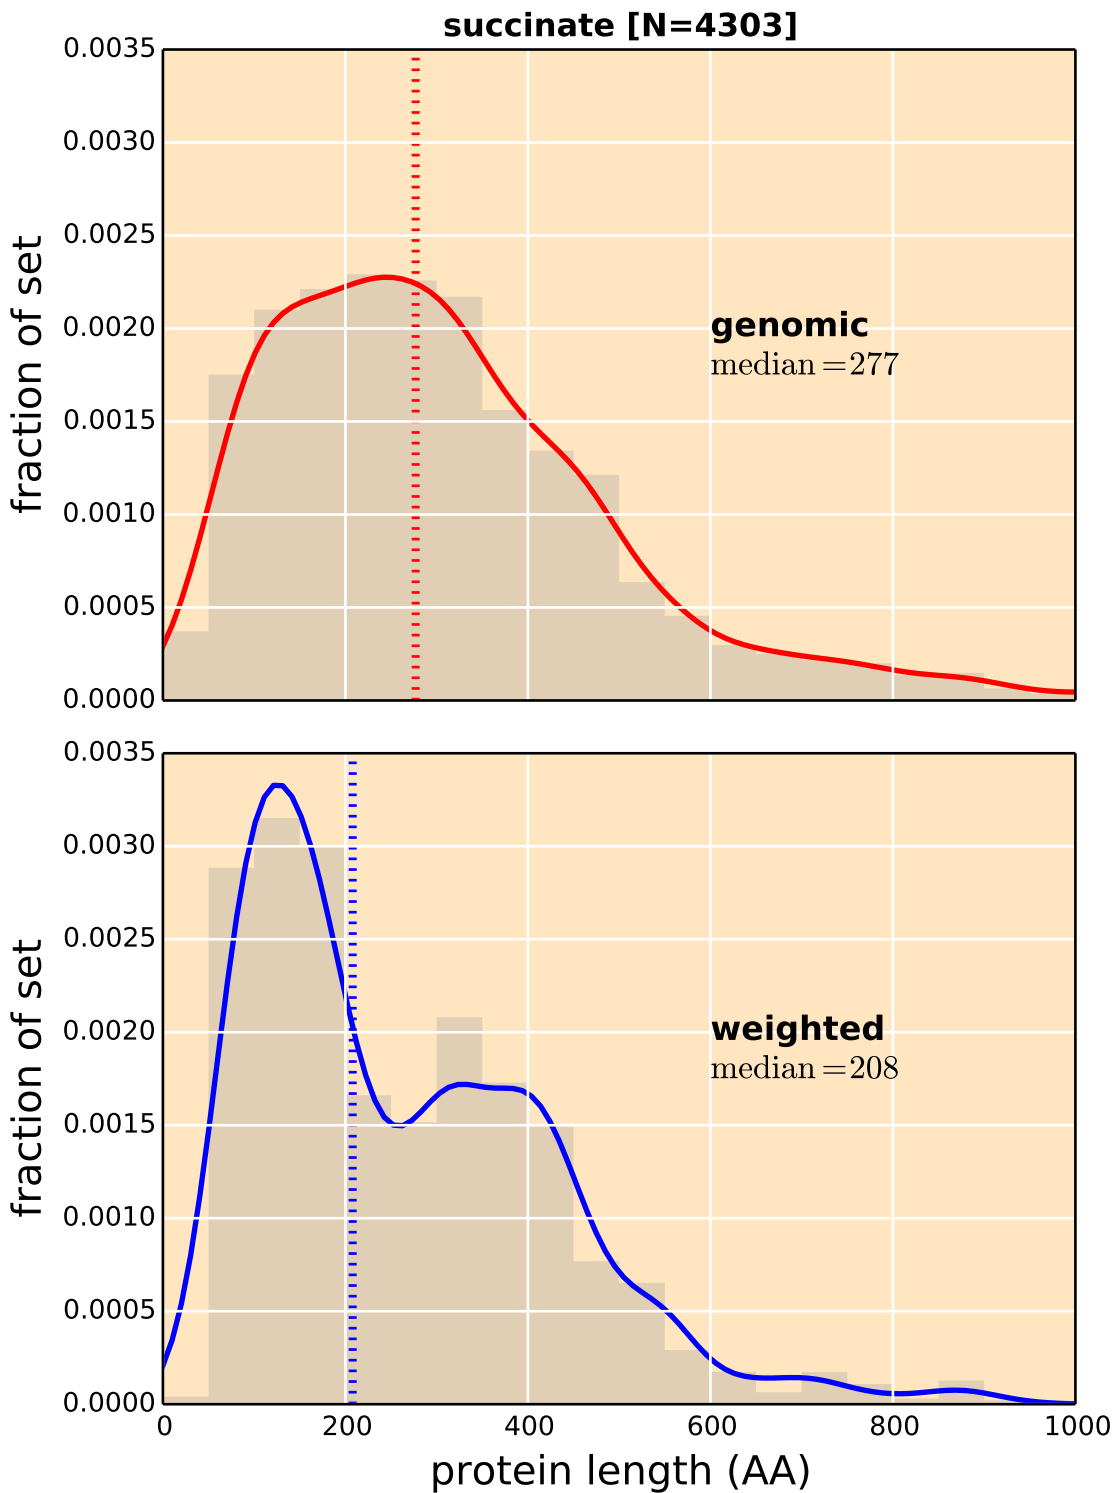 succinate [N=4303]
0.0035
0.0030
0.0025
0.0020
0.0015
0.0010
0.0005
0.0000
fraction of set
genomic
median = 277
0.0035
0.0030
0.0025
0.0020
0.0015
0.0010
0.0005
0.0000
fraction of set
weighted
median = 208
0 200 400 600 800 1000
protein length (AA)